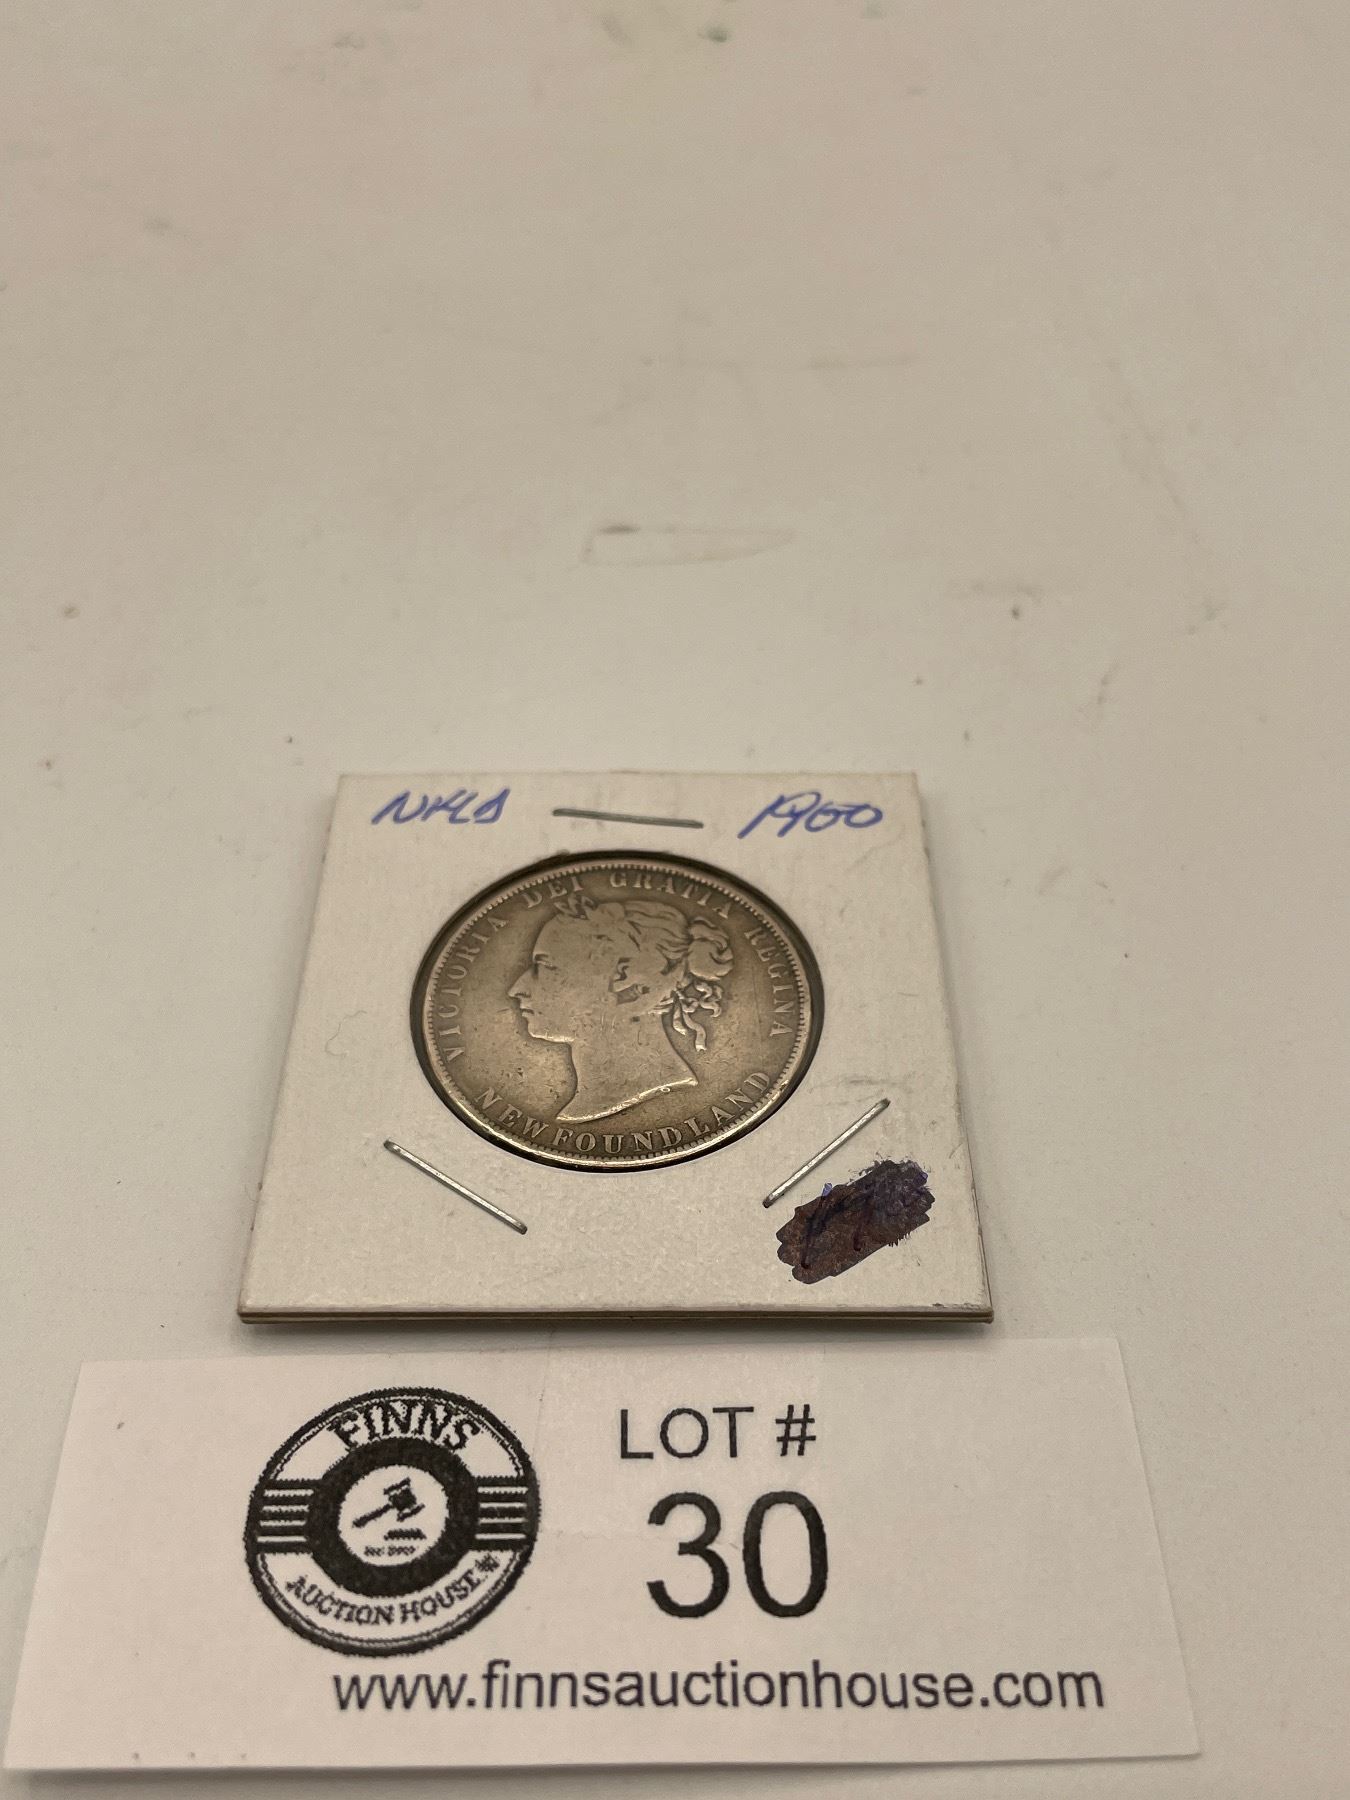 NFLD 1900
VICTORIA DEI GRATIA REGINA
NEWFOUNDLAND
FINNS
AUCTION HOUSE
LOT #
30
www.finnsauctionhouse.com